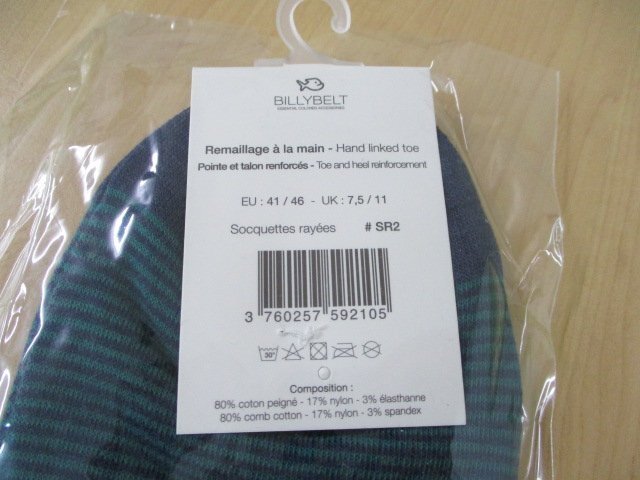 BILLYBELT
ESSENTIAL COLORED ACCESSORIES
Remaillage à la main - Hand linked toe
Pointe et talon renforcés - Toe and heel reinforcement
EU : 41 / 46 - UK : 7,5 / 11
Socquettes rayées # SR2
3 760257 592105
30°
Composition :
80% coton peigné - 17% nylon - 3% élasthanne
80% comb cotton - 17% nylon - 3% spandex